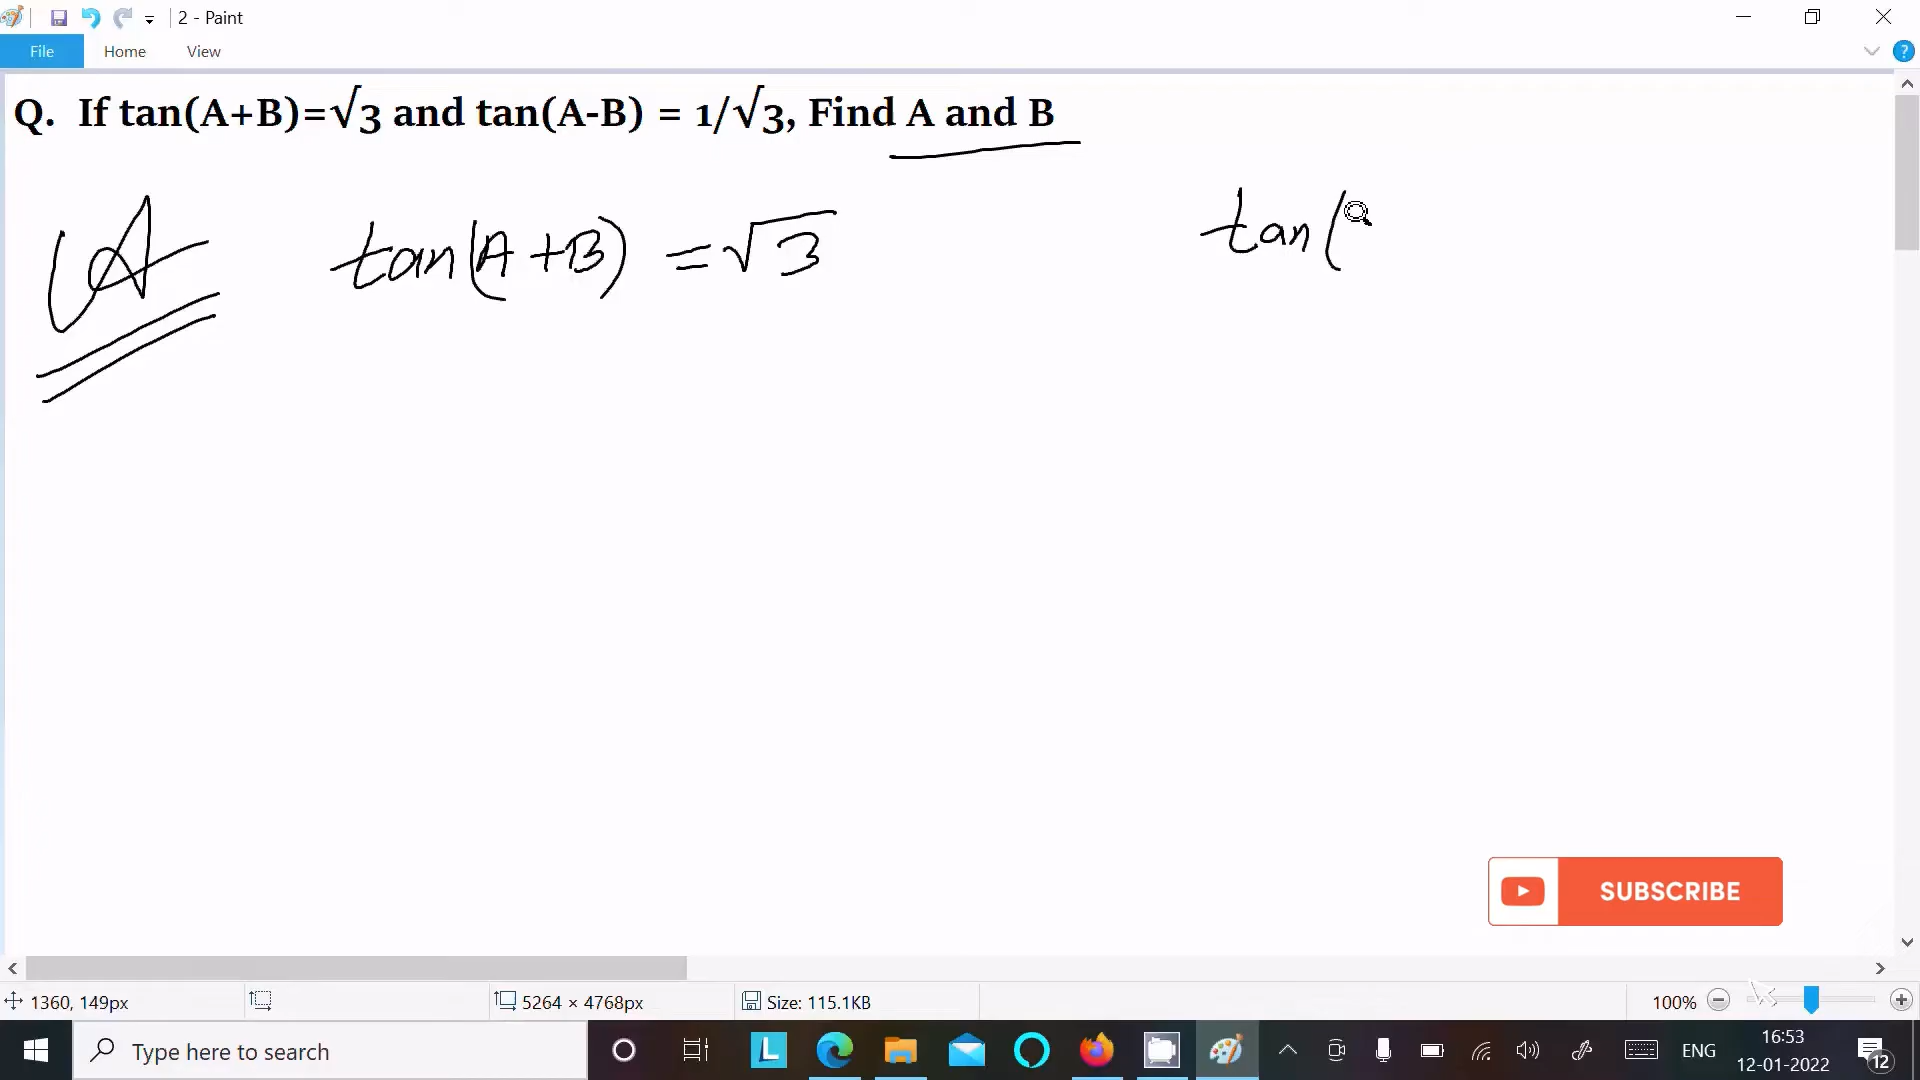 2 - Paint
File Home View
Q. If tan(A+B)=√3 and tan(A-B) = 1/√3, Find A and B
A tan(A+B) = √3 tan(
SUBSCRIBE
1360, 149px 5264 × 4768px Size: 115.1KB 100%
Type here to search
L
ENG
16:53
12-01-2022
12